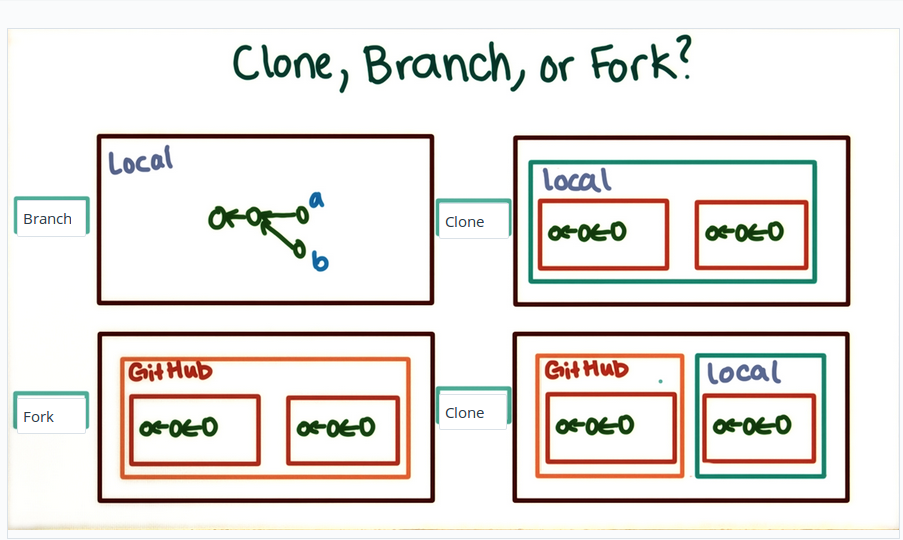 Clone, Branch, or Fork?
Branch
Local
a
b
Clone
local
Fork
GitHub
Clone
GitHub
local